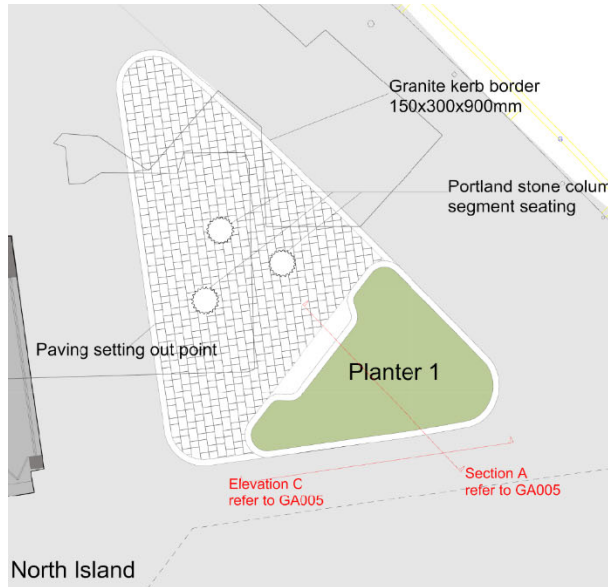 Granite kerb border
150x300x900mm
Portland stone colum
segment seating
Paving setting out point
Planter 1
Elevation C
refer to GA005
Section A
refer to GA005
North Island